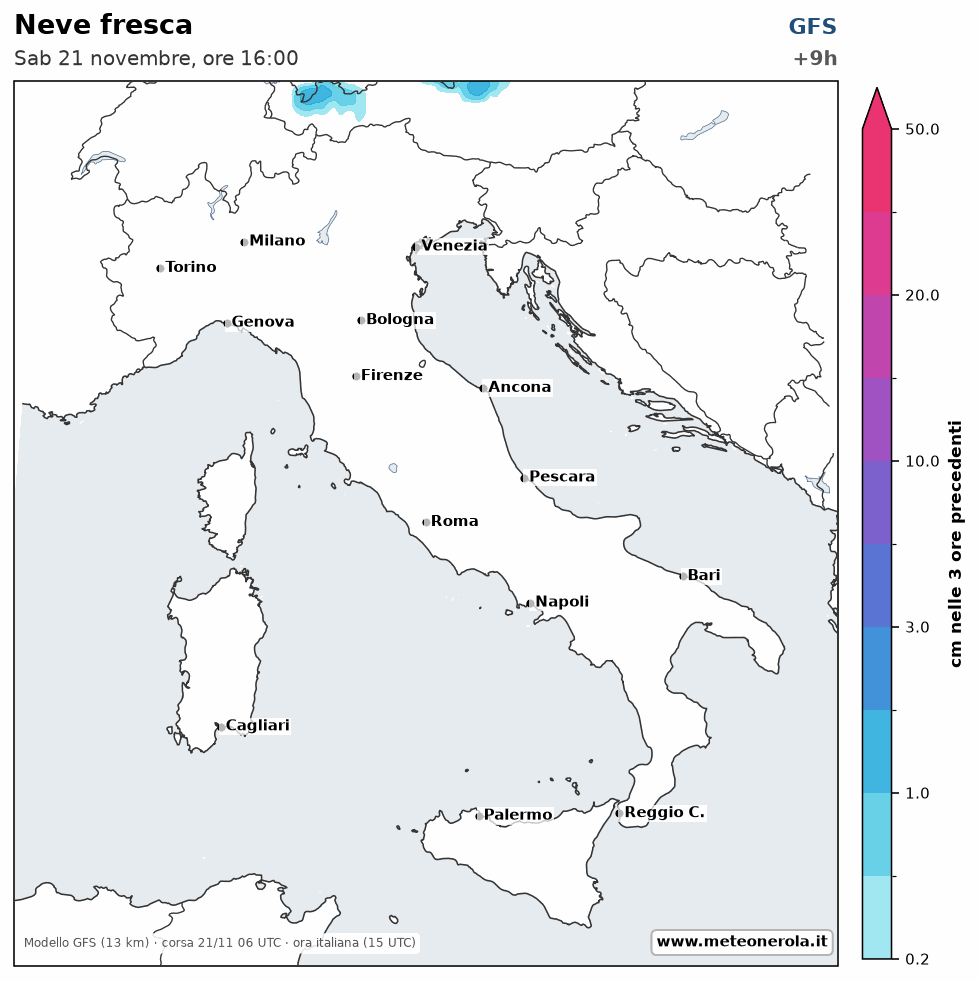 Neve fresca
GFS
Sab 21 novembre, ore 16:00
+9h
50.0
20.0
10.0
3.0
1.0
0.2
cm nelle 3 ore precedenti
Milano
Venezia
Torino
Genova
Bologna
Firenze
Ancona
Pescara
Roma
Bari
Napoli
Cagliari
Palermo
Reggio C.
Modello GFS (13 km) · corsa 21/11 06 UTC · ora italiana (15 UTC)
www.meteonerola.it